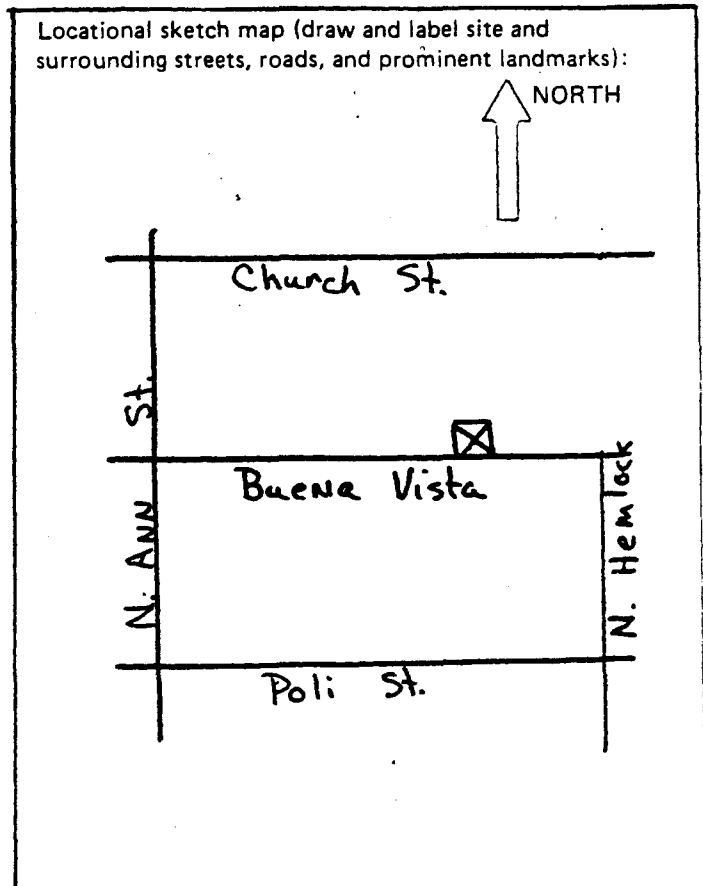 Locational sketch map (draw and label site and
surrounding streets, roads, and prominent landmarks):
NORTH
Church St.
N. Ann St.
Buena Vista
N. Hemlock
Poli St.